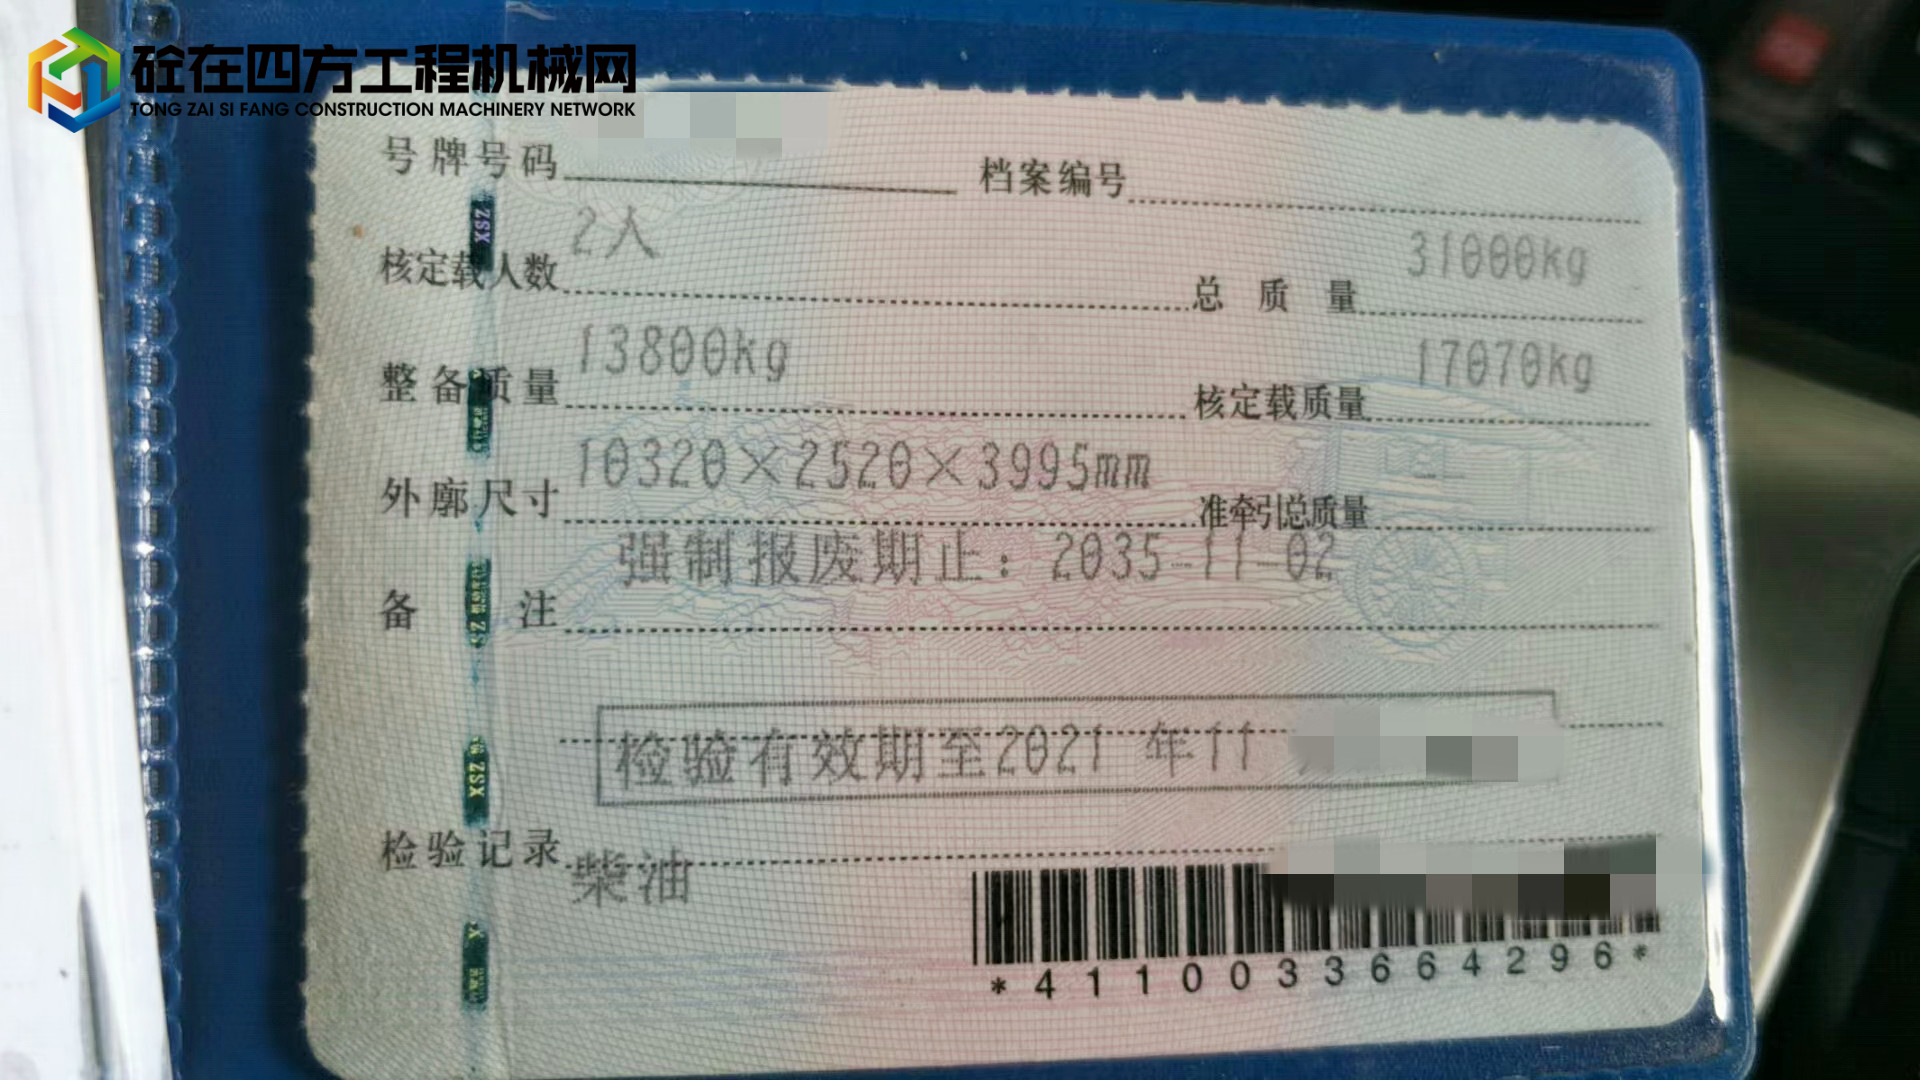 砼在四方工程机械网
TONG ZAI SI FANG CONSTRUCTION MACHINERY NETWORK
号牌号码 档案编号
核定载人数 2人 总质量 31000kg
整备质量 13800kg 核定载质量 17070kg
外廓尺寸 10320×2520×3995mm 准牵引总质量 --
备注 强制报废期止：2035-11-02
检验有效期至2021 年11
检验记录 柴油
*4110033664296*
XSZ
XSZ